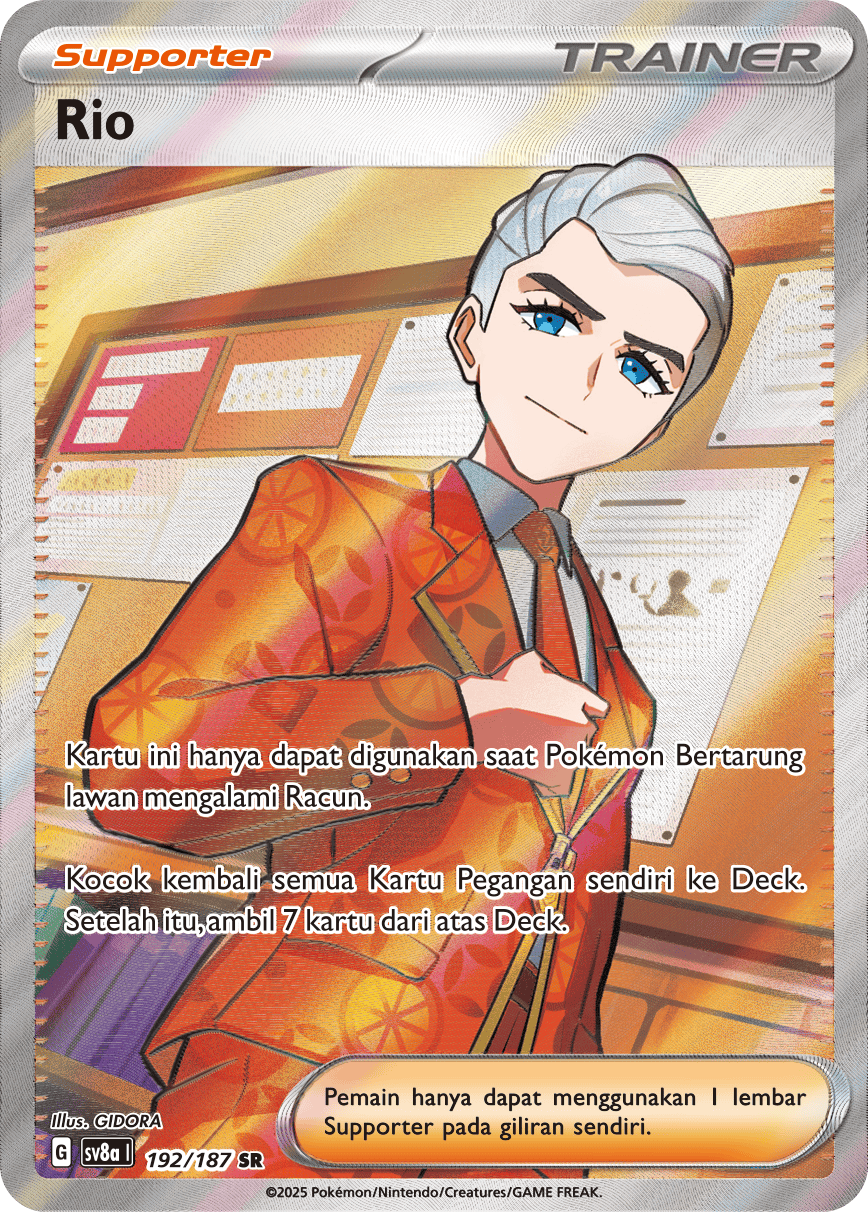 Supporter
TRAINER
Rio
Kartu ini hanya dapat digunakan saat Pokémon Bertarung
lawan mengalami Racun.
Kocok kembali semua Kartu Pegangan sendiri ke Deck.
Setelah itu, ambil 7 kartu dari atas Deck.
Pemain hanya dapat menggunakan 1 lembar
Supporter pada giliran sendiri.
Illus. GIDORA
G sv8a I 192/187 SR
©2025 Pokémon/Nintendo/Creatures/GAME FREAK.